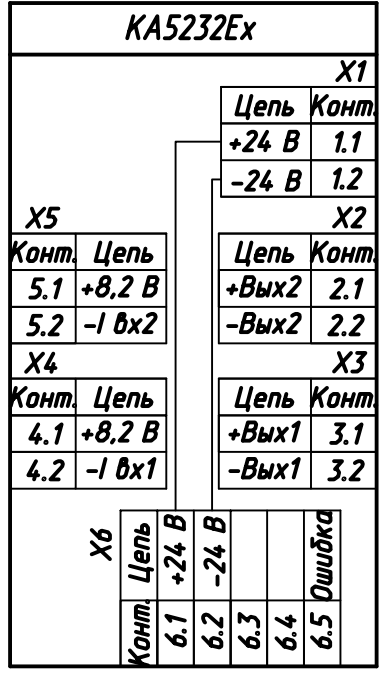 КА5232Ех
X1
Цепь Конт.
+24 В 1.1
-24 В 1.2
X5
Конт. Цепь
5.1 +8,2 В
5.2 -I вх2
X2
Цепь Конт.
+Вых2 2.1
-Вых2 2.2
X4
Конт. Цепь
4.1 +8,2 В
4.2 -I вх1
X3
Цепь Конт.
+Вых1 3.1
-Вых1 3.2
X6
Конт. Цепь
6.1 +24 В
6.2 -24 В
6.3
6.4
6.5 Ошибка